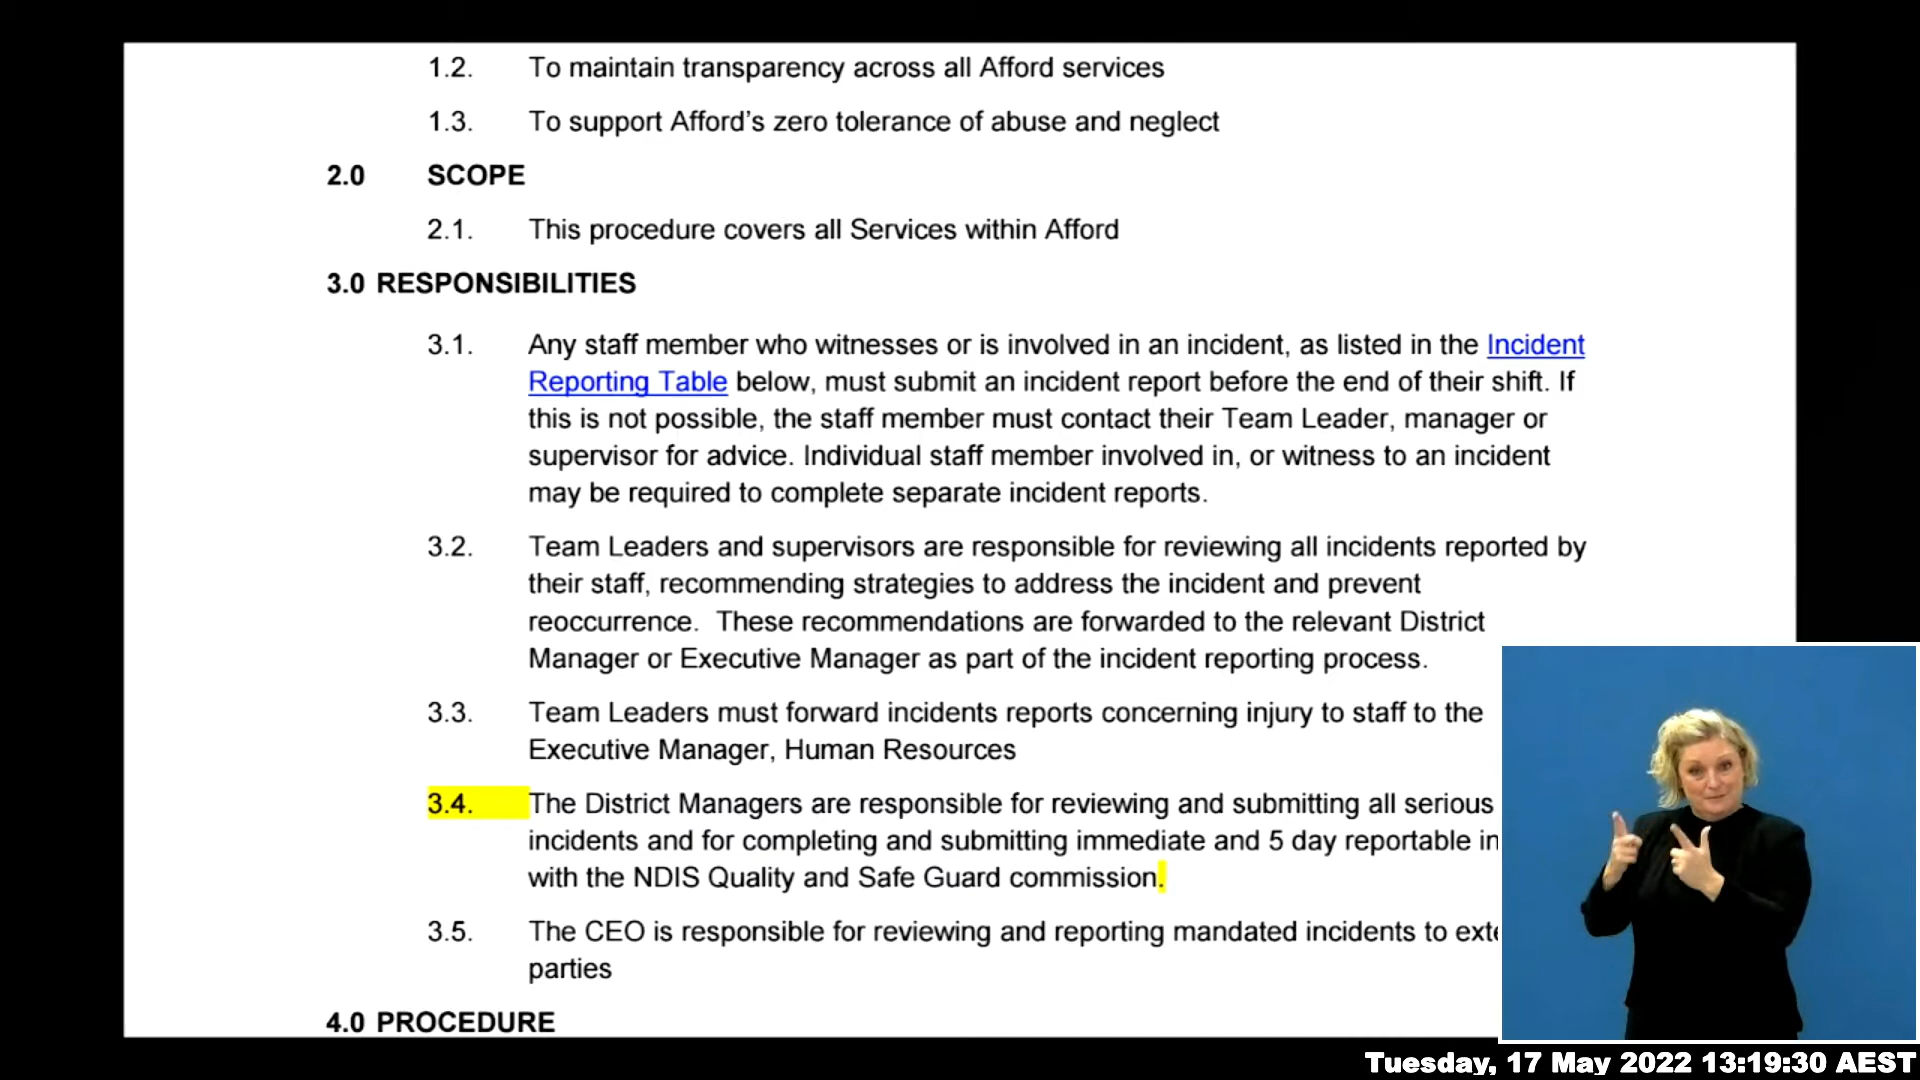 1.2. To maintain transparency across all Afford services
1.3. To support Afford's zero tolerance of abuse and neglect
2.0 SCOPE
2.1. This procedure covers all Services within Afford
3.0 RESPONSIBILITIES
3.1. Any staff member who witnesses or is involved in an incident, as listed in the Incident
Reporting Table below, must submit an incident report before the end of their shift. If
this is not possible, the staff member must contact their Team Leader, manager or
supervisor for advice. Individual staff member involved in, or witness to an incident
may be required to complete separate incident reports.
3.2. Team Leaders and supervisors are responsible for reviewing all incidents reported by
their staff, recommending strategies to address the incident and prevent
reoccurrence. These recommendations are forwarded to the relevant District
Manager or Executive Manager as part of the incident reporting process.
3.3. Team Leaders must forward incidents reports concerning injury to staff to the
Executive Manager, Human Resources
3.4. The District Managers are responsible for reviewing and submitting all serious
incidents and for completing and submitting immediate and 5 day reportable in
with the NDIS Quality and Safe Guard commission.
3.5. The CEO is responsible for reviewing and reporting mandated incidents to exte
parties
4.0 PROCEDURE
Tuesday, 17 May 2022 13:19:30 AEST